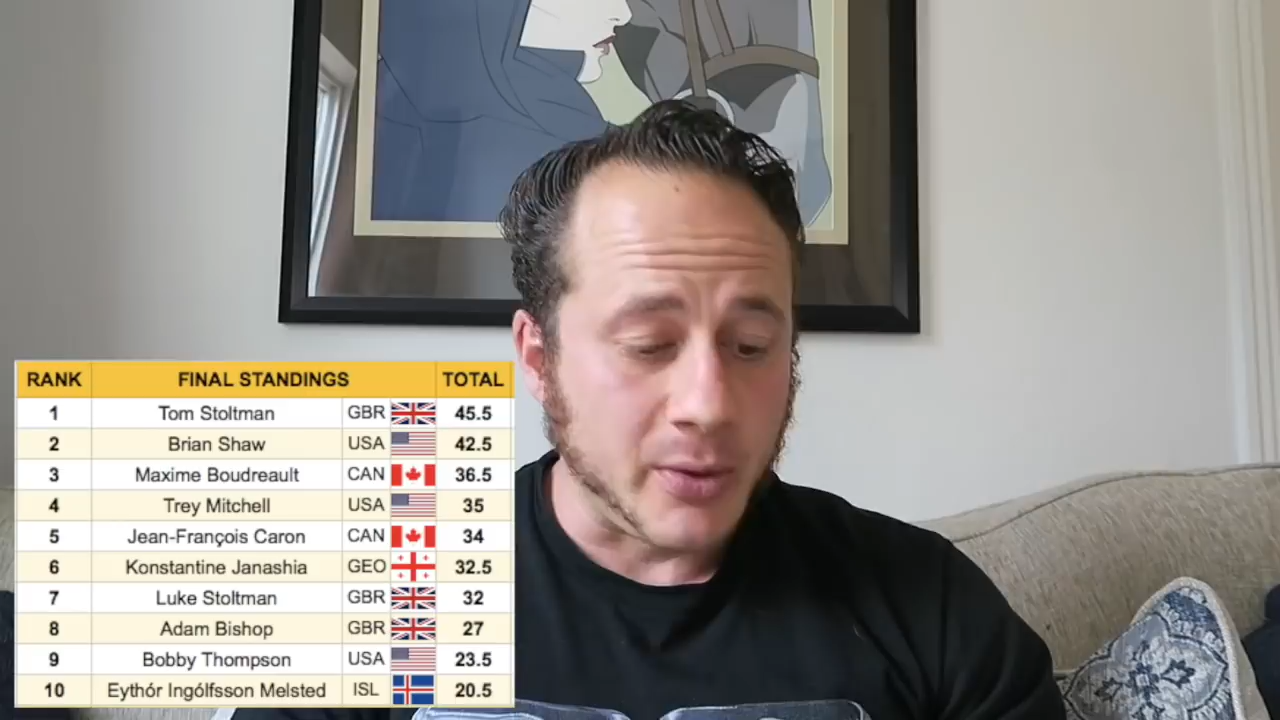 RANK FINAL STANDINGS TOTAL
1 Tom Stoltman GBR 45.5
2 Brian Shaw USA 42.5
3 Maxime Boudreault CAN 36.5
4 Trey Mitchell USA 35
5 Jean-François Caron CAN 34
6 Konstantine Janashia GEO 32.5
7 Luke Stoltman GBR 32
8 Adam Bishop GBR 27
9 Bobby Thompson USA 23.5
10 Eythór Ingólfsson Melsted ISL 20.5